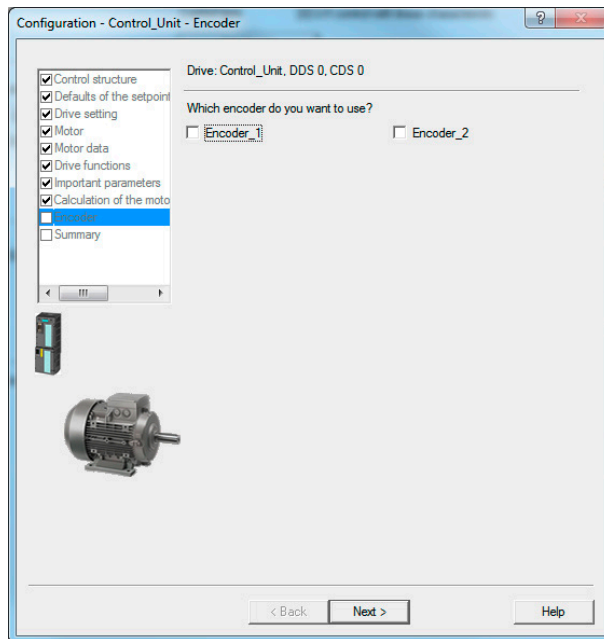 Configuration - Control_Unit - Encoder
Control structure
Defaults of the setpoint
Drive setting
Motor
Motor data
Drive functions
Important parameters
Calculation of the moto
Encoder
Summary
Drive: Control_Unit, DDS 0, CDS 0
Which encoder do you want to use?
Encoder_1 Encoder_2
< Back Next > Help